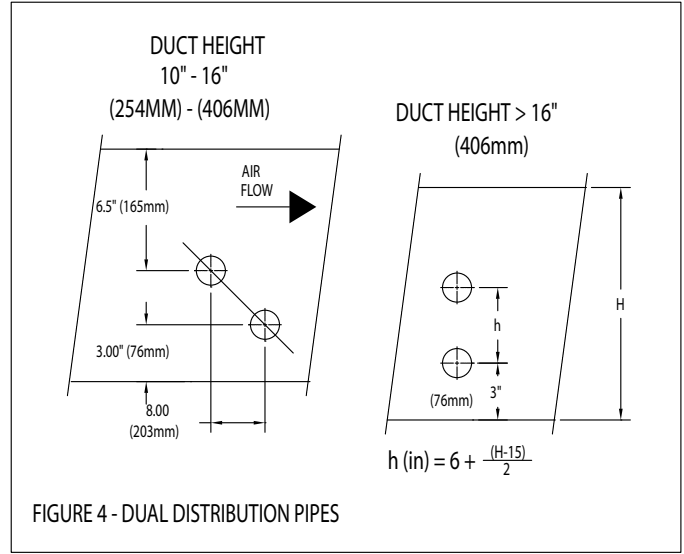 DUCT HEIGHT
10" - 16"
(254MM) - (406MM)
6.5" (165mm)
AIR
FLOW
3.00" (76mm)
8.00
(203mm)
DUCT HEIGHT > 16"
(406mm)
H
h
3"
(76mm)
h (in) = 6 + (H-15)
2
FIGURE 4 - DUAL DISTRIBUTION PIPES